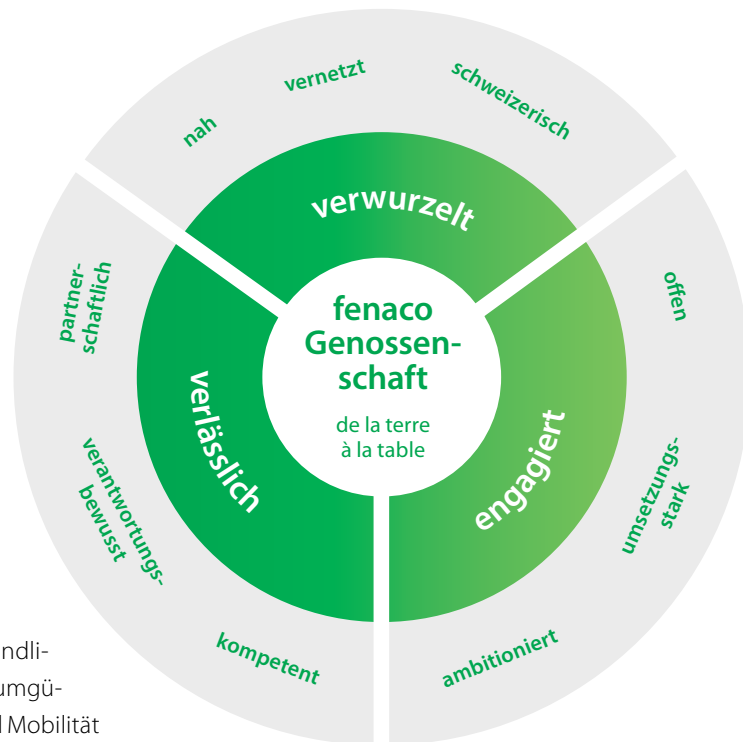 nah
vernetzt
schweizerisch
verwurzelt
partner-
schaftlich
offen
fenaco
Genossen-
schaft
de la terre
à la table
verlässlich
engagiert
verantwortungs-
bewusst
umsetzungs-
stark
kompetent
ambitioniert
ndli-
umgü-
Mobilität